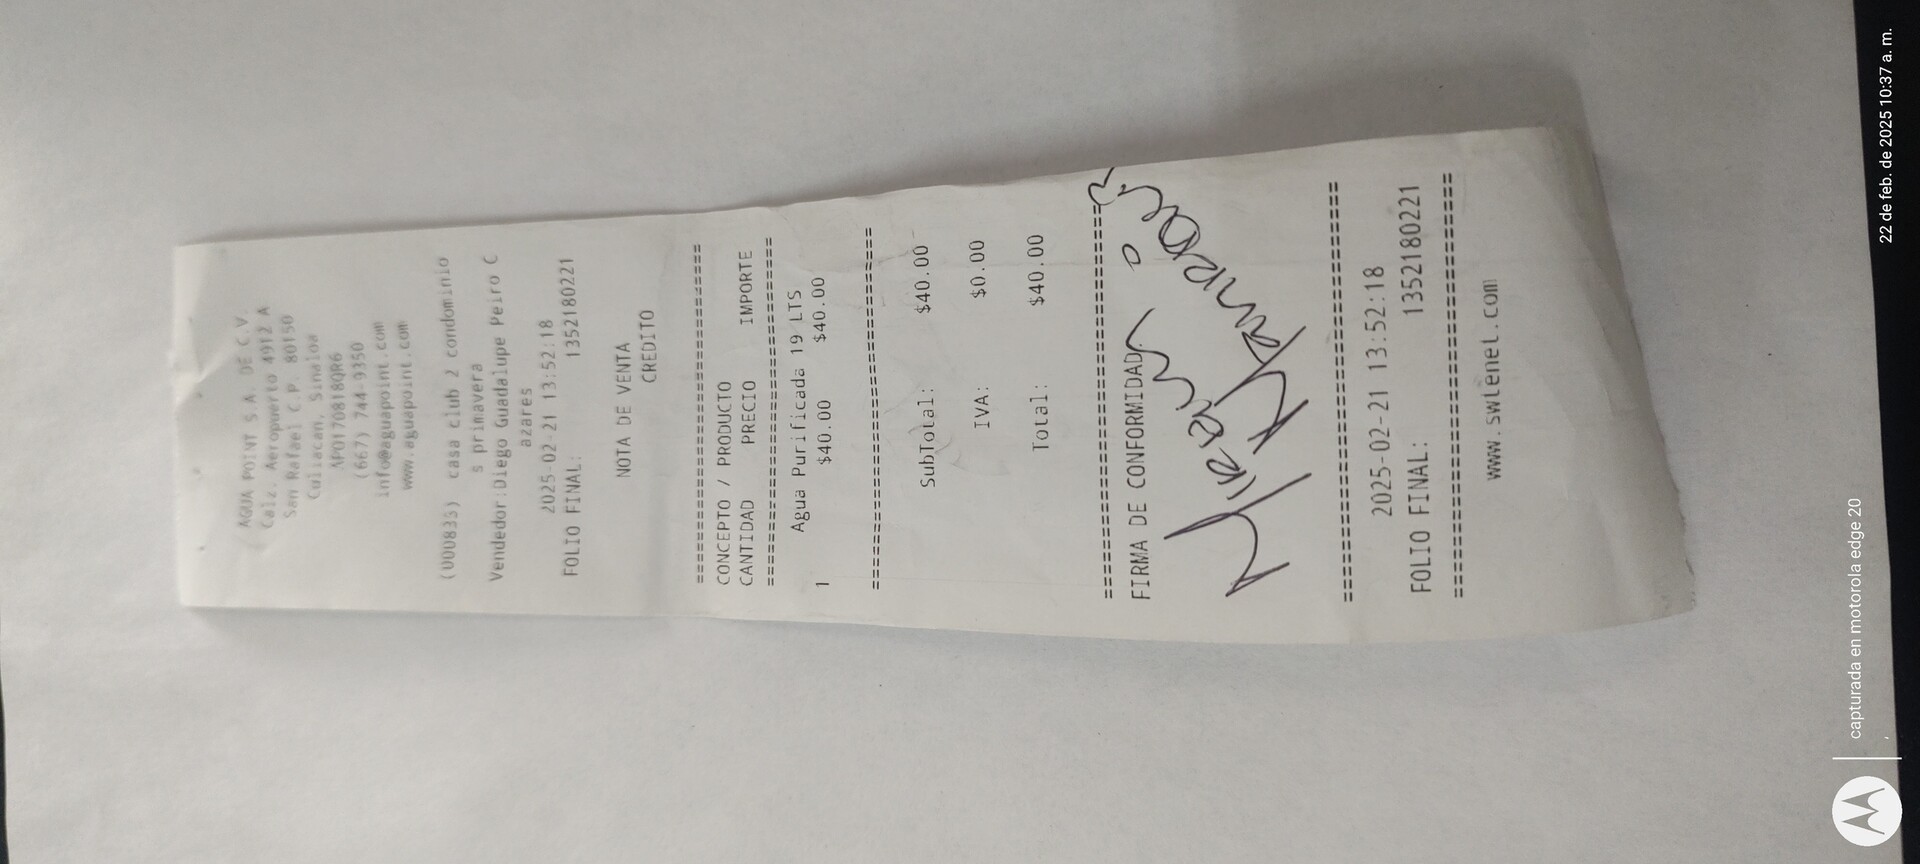 AGUA POINT S.A. DE C.V.
Calz. Aeropuerto 4912 A
San Rafael C.P. 80150
Culiacan, Sinaloa
APO170818QR6
(667) 744-9350
info@aguapoint.com
www.aguapoint.com
(000835) casa club 2 condominio
s primavera
Vendedor:Diego Guadalupe Peiro C
azares
2025-02-21 13:52:18
FOLIO FINAL: 1352180221
NOTA DE VENTA
CREDITO
================================
CONCEPTO / PRODUCTO
CANTIDAD PRECIO IMPORTE
================================
Agua Purificada 19 LTS
1 $40.00 $40.00
================================
SubTotal: $40.00
IVA: $0.00
Total: $40.00
================================
FIRMA DE CONFORMIDAD
================================
2025-02-21 13:52:18
FOLIO FINAL: 1352180221
================================
www.swtenet.com
capturada en motorola edge 20
22 de feb. de 2025 10:37 a. m.